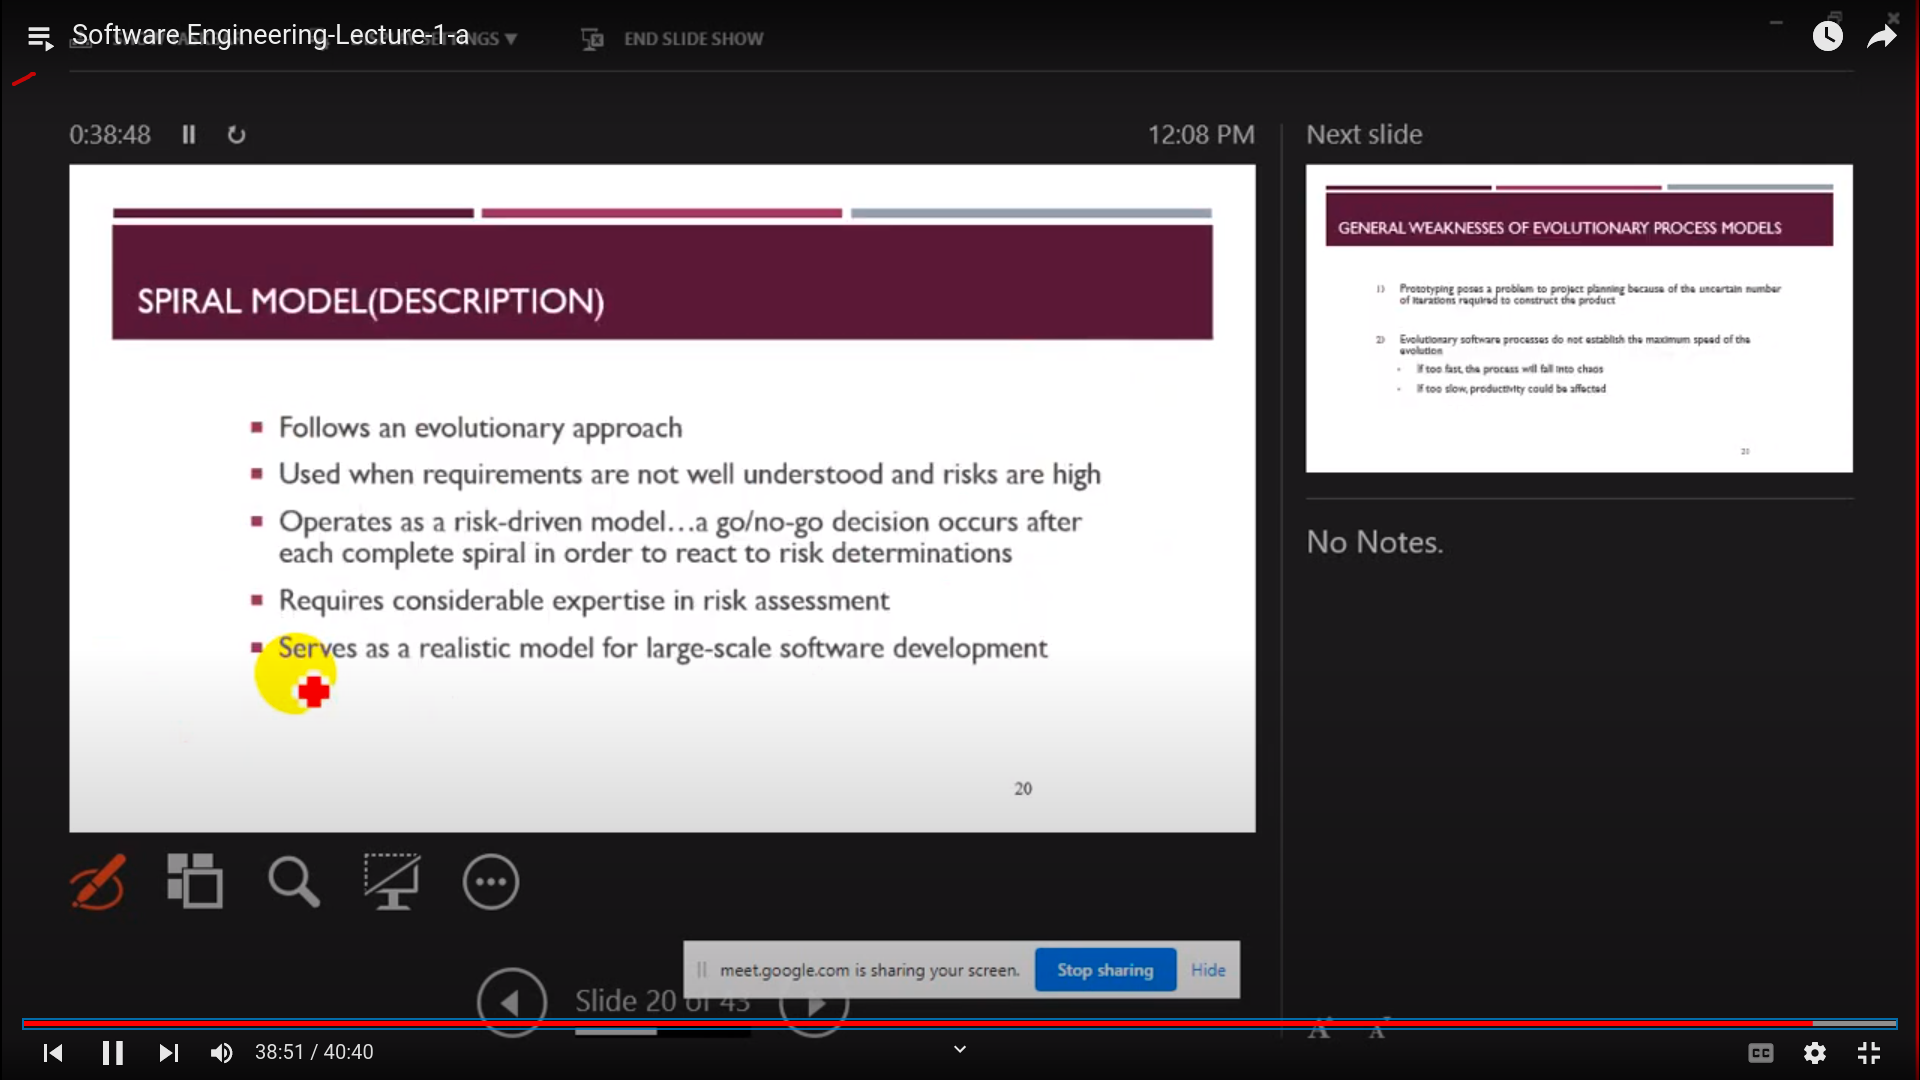 Software Engineering-Lecture-1-a
END SLIDE SHOW
0:38:48
12:08 PM
SPIRAL MODEL(DESCRIPTION)
Follows an evolutionary approach
Used when requirements are not well understood and risks are high
Operates as a risk-driven model...a go/no-go decision occurs after
each complete spiral in order to react to risk determinations
Requires considerable expertise in risk assessment
Serves as a realistic model for large-scale software development
20
Next slide
GENERAL WEAKNESSES OF EVOLUTIONARY PROCESS MODELS
1) Prototyping poses a problem to project planning because of the uncertain number
of iterations required to construct the product
2) Evolutionary software processes do not establish the maximum speed of the
evolution
- If too fast, the process will fall into chaos
- If too slow, productivity could be affected
No Notes.
meet.google.com is sharing your screen. Stop sharing Hide
Slide 20 of 43
38:51 / 40:40
CC